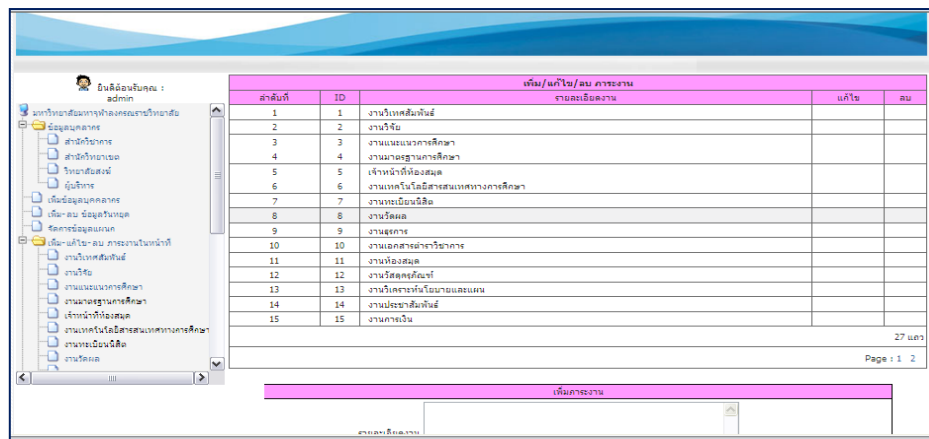 ยินดีต้อนรับคุณ :
admin
มหาวิทยาลัยมหาจุฬาลงกรณราชวิทยาลัย
ข้อมูลบุคลากร
สำนักวิชาการ
สำนักวิทยาเขต
วิทยาลัยสงฆ์
ผู้บริหาร
เพิ่มข้อมูลบุคคลากร
เพิ่ม-ลบ ข้อมูลวันหยุด
จัดการข้อมูลแผนก
เพิ่ม-แก้ไข-ลบ ภาระงานในหน้าที่
งานวิเทศสัมพันธ์
งานวิจัย
งานแนะแนวการศึกษา
งานมาตรฐานการศึกษา
เจ้าหน้าที่ห้องสมุด
งานเทคโนโลยีสารสนเทศทางการศึกษา
งานทะเบียนนิสิต
งานวัดผล
เพิ่ม/แก้ไข/ลบ ภาระงาน
ลำดับที่ ID รายละเอียดงาน แก้ไข ลบ
1 1 งานวิเทศสัมพันธ์
2 2 งานวิจัย
3 3 งานแนะแนวการศึกษา
4 4 งานมาตรฐานการศึกษา
5 5 เจ้าหน้าที่ห้องสมุด
6 6 งานเทคโนโลยีสารสนเทศทางการศึกษา
7 7 งานทะเบียนนิสิต
8 8 งานวัดผล
9 9 งานธุรการ
10 10 งานเอกสารตำราวิชาการ
11 11 งานห้องสมุด
12 12 งานวัสดุครุภัณฑ์
13 13 งานวิเคราะห์นโยบายและแผน
14 14 งานประชาสัมพันธ์
15 15 งานการเงิน
27 แถว
Page : 1 2
เพิ่มภาระงาน
รายละเอียดงาน